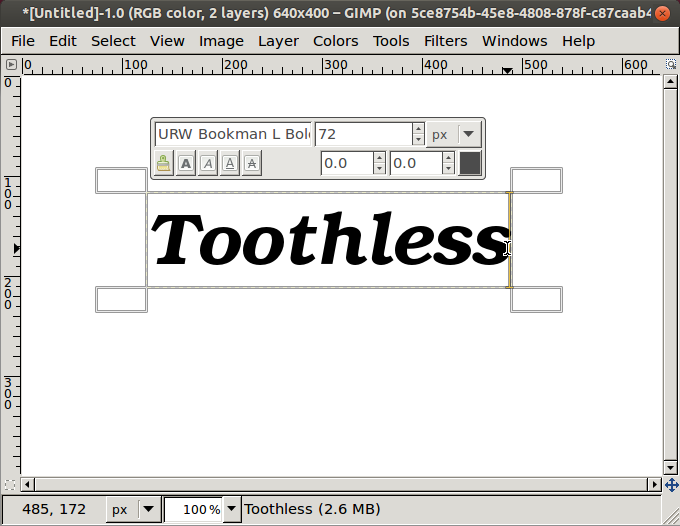 *[Untitled]-1.0 (RGB color, 2 layers) 640x400 – GIMP (on 5ce8754b-45e8-4808-878f-c87caab4
File Edit Select View Image Layer Colors Tools Filters Windows Help
0 100 200 300 400 500 600
0
100
200
300
URW Bookman L Bol 72 px
A A A A 0.0 0.0
Toothless
485, 172 px 100 % Toothless (2.6 MB)